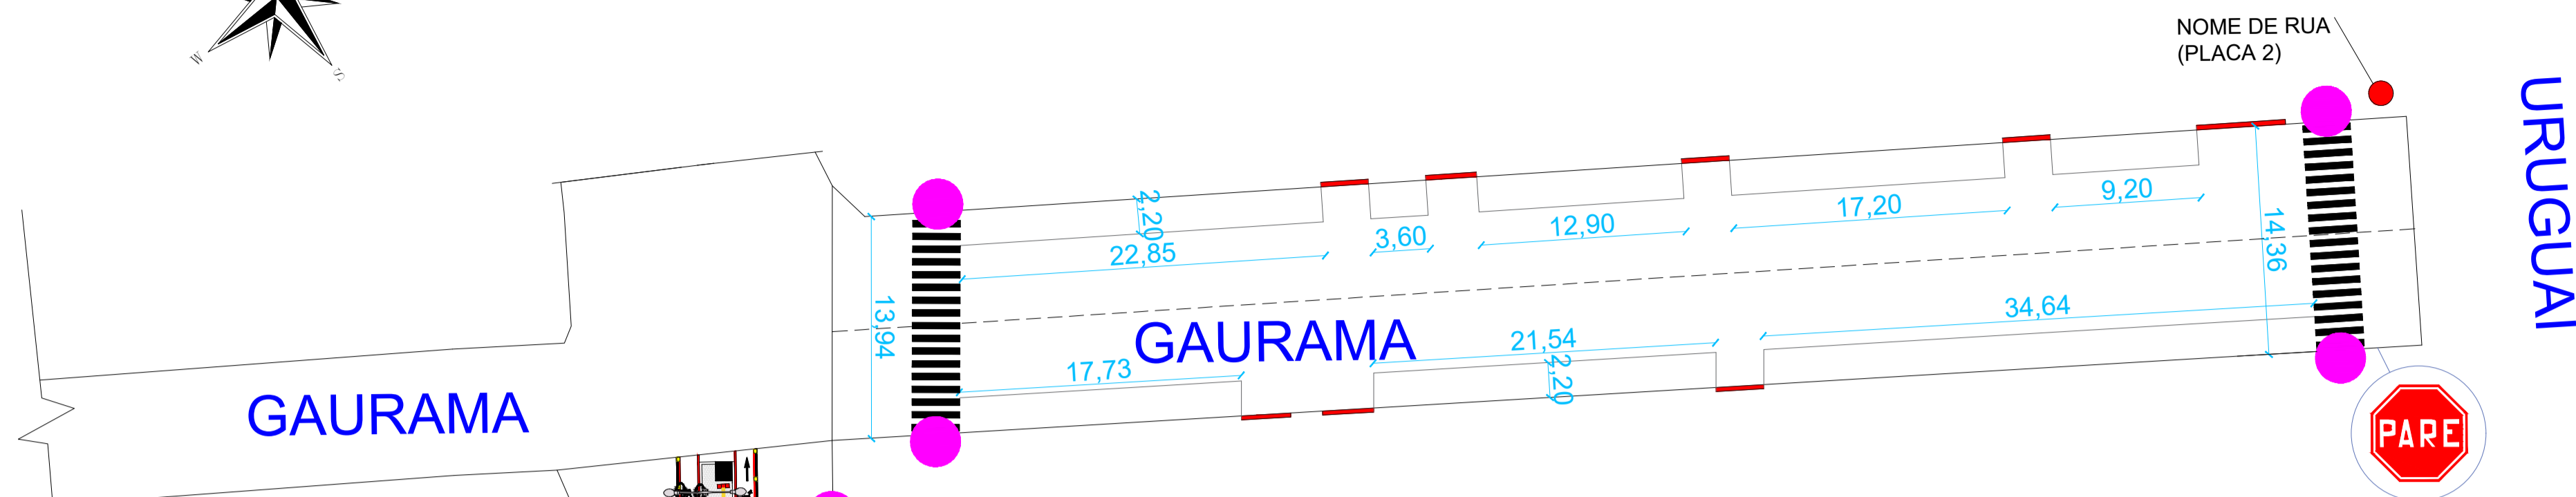 W
S
NOME DE RUA
(PLACA 2)
URUGUAI
2,20
22,85
3,60
12,90
17,20
9,20
14,36
13,94
GAURAMA
17,73
21,54
2,20
34,64
GAURAMA
PARE